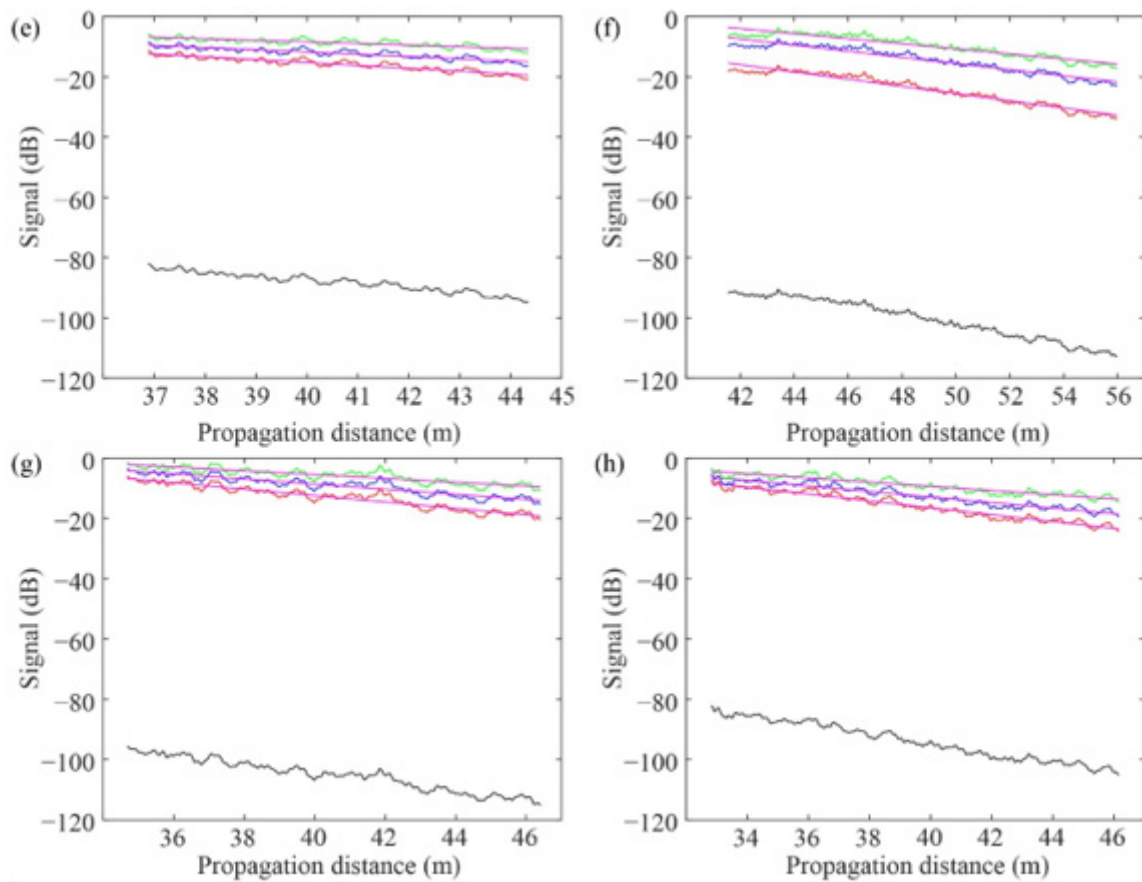 (e)
0
−20
−40
−60
−80
−100
−120
Signal (dB)
37 38 39 40 41 42 43 44 45
Propagation distance (m)
(f)
0
−20
−40
−60
−80
−100
−120
Signal (dB)
42 44 46 48 50 52 54 56
Propagation distance (m)
(g)
0
−20
−40
−60
−80
−100
−120
Signal (dB)
36 38 40 42 44 46
Propagation distance (m)
(h)
0
−20
−40
−60
−80
−100
−120
Signal (dB)
34 36 38 40 42 44 46
Propagation distance (m)